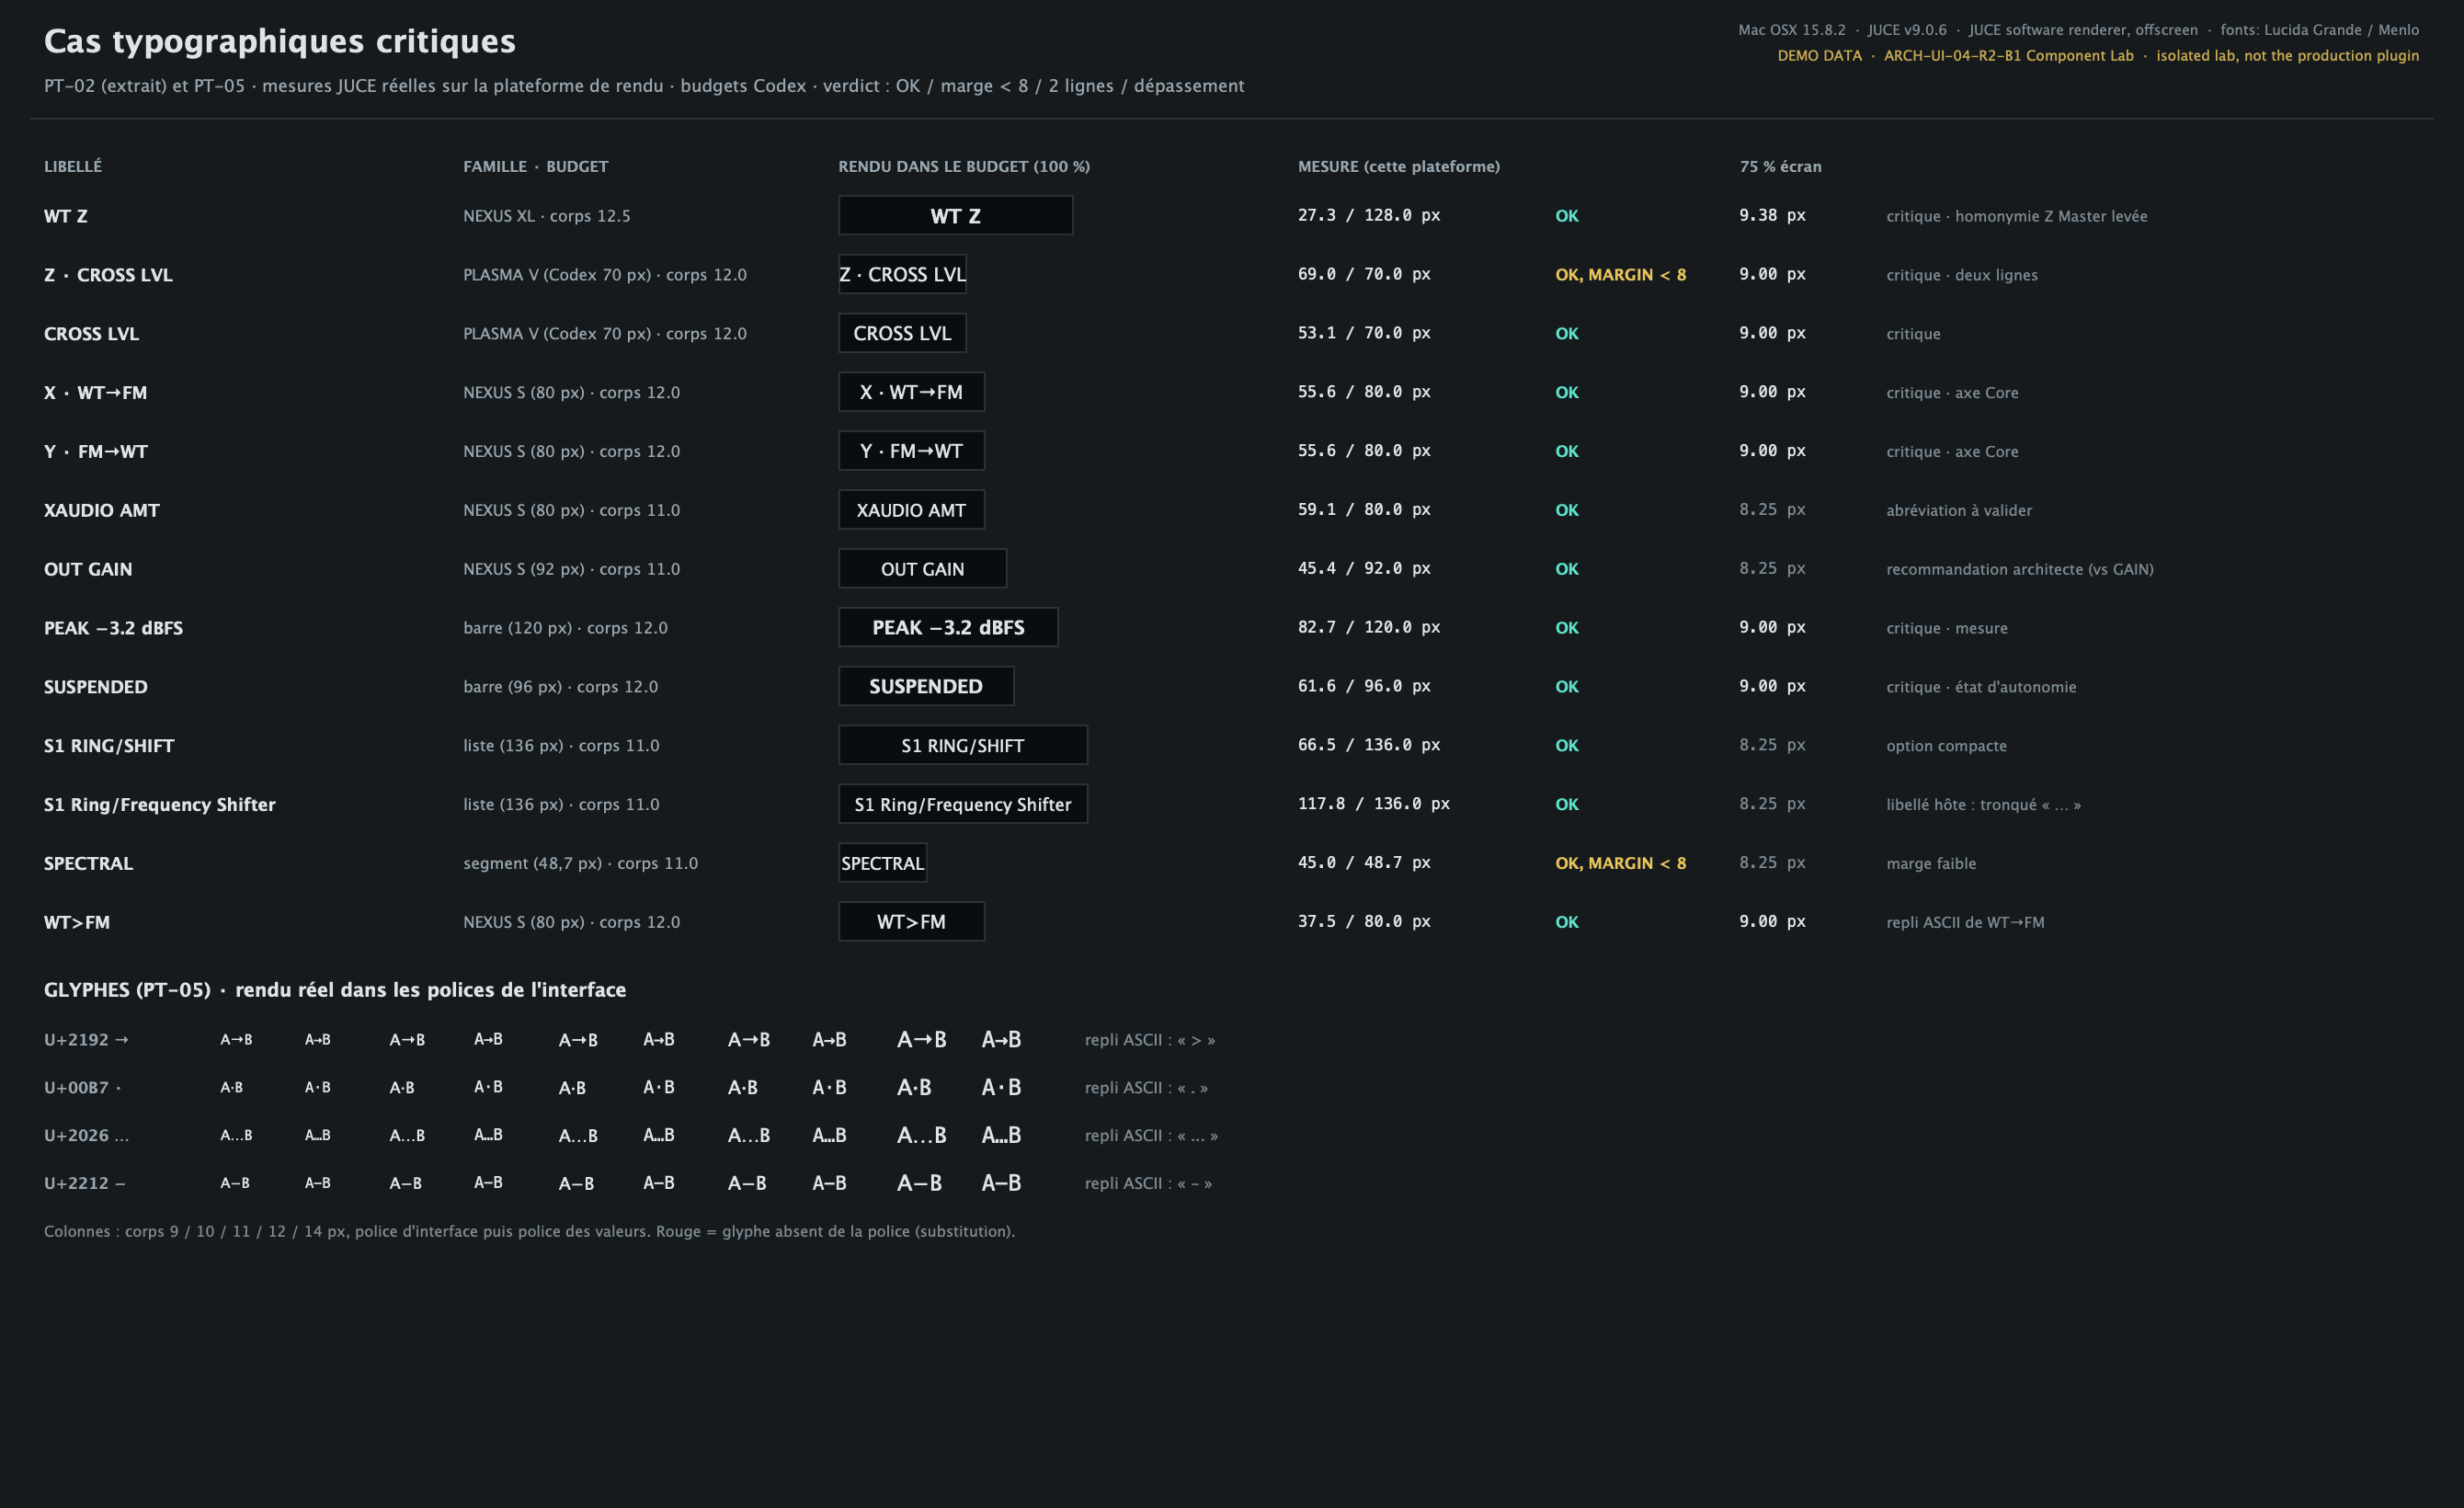 Cas typographiques critiques
Mac OSX 15.8.2 · JUCE v9.0.6 · JUCE software renderer, offscreen · fonts: Lucida Grande / Menlo
DEMO DATA · ARCH-UI-04-R2-B1 Component Lab · isolated lab, not the production plugin
PT-02 (extrait) et PT-05 · mesures JUCE réelles sur la plateforme de rendu · budgets Codex · verdict : OK / marge < 8 / 2 lignes / dépassement
LIBELLÉ FAMILLE · BUDGET RENDU DANS LE BUDGET (100 %) MESURE (cette plateforme) 75 % écran
WT Z NEXUS XL · corps 12.5 WT Z 27.3 / 128.0 px OK 9.38 px critique · homonymie Z Master levée
Z · CROSS LVL PLASMA V (Codex 70 px) · corps 12.0 Z · CROSS LVL 69.0 / 70.0 px OK, MARGIN < 8 9.00 px critique · deux lignes
CROSS LVL PLASMA V (Codex 70 px) · corps 12.0 CROSS LVL 53.1 / 70.0 px OK 9.00 px critique
X · WT→FM NEXUS S (80 px) · corps 12.0 X · WT→FM 55.6 / 80.0 px OK 9.00 px critique · axe Core
Y · FM→WT NEXUS S (80 px) · corps 12.0 Y · FM→WT 55.6 / 80.0 px OK 9.00 px critique · axe Core
XAUDIO AMT NEXUS S (80 px) · corps 11.0 XAUDIO AMT 59.1 / 80.0 px OK 8.25 px abréviation à valider
OUT GAIN NEXUS S (92 px) · corps 11.0 OUT GAIN 45.4 / 92.0 px OK 8.25 px recommandation architecte (vs GAIN)
PEAK −3.2 dBFS barre (120 px) · corps 12.0 PEAK −3.2 dBFS 82.7 / 120.0 px OK 9.00 px critique · mesure
SUSPENDED barre (96 px) · corps 12.0 SUSPENDED 61.6 / 96.0 px OK 9.00 px critique · état d'autonomie
S1 RING/SHIFT liste (136 px) · corps 11.0 S1 RING/SHIFT 66.5 / 136.0 px OK 8.25 px option compacte
S1 Ring/Frequency Shifter liste (136 px) · corps 11.0 S1 Ring/Frequency Shifter 117.8 / 136.0 px OK 8.25 px libellé hôte : tronqué « … »
SPECTRAL segment (48,7 px) · corps 11.0 SPECTRAL 45.0 / 48.7 px OK, MARGIN < 8 8.25 px marge faible
WT>FM NEXUS S (80 px) · corps 12.0 WT>FM 37.5 / 80.0 px OK 9.00 px repli ASCII de WT→FM
GLYPHES (PT-05) · rendu réel dans les polices de l'interface
U+2192 → A→B A→B A→B A→B A→B A→B A→B A→B A→B A→B repli ASCII : « > »
U+00B7 · A·B A·B A·B A·B A·B A·B A·B A·B A·B A·B repli ASCII : « . »
U+2026 … A…B A…B A…B A…B A…B A…B A…B A…B A…B A…B repli ASCII : « ... »
U+2212 − A−B A−B A−B A−B A−B A−B A−B A−B A−B A−B repli ASCII : « - »
Colonnes : corps 9 / 10 / 11 / 12 / 14 px, police d'interface puis police des valeurs. Rouge = glyphe absent de la police (substitution).